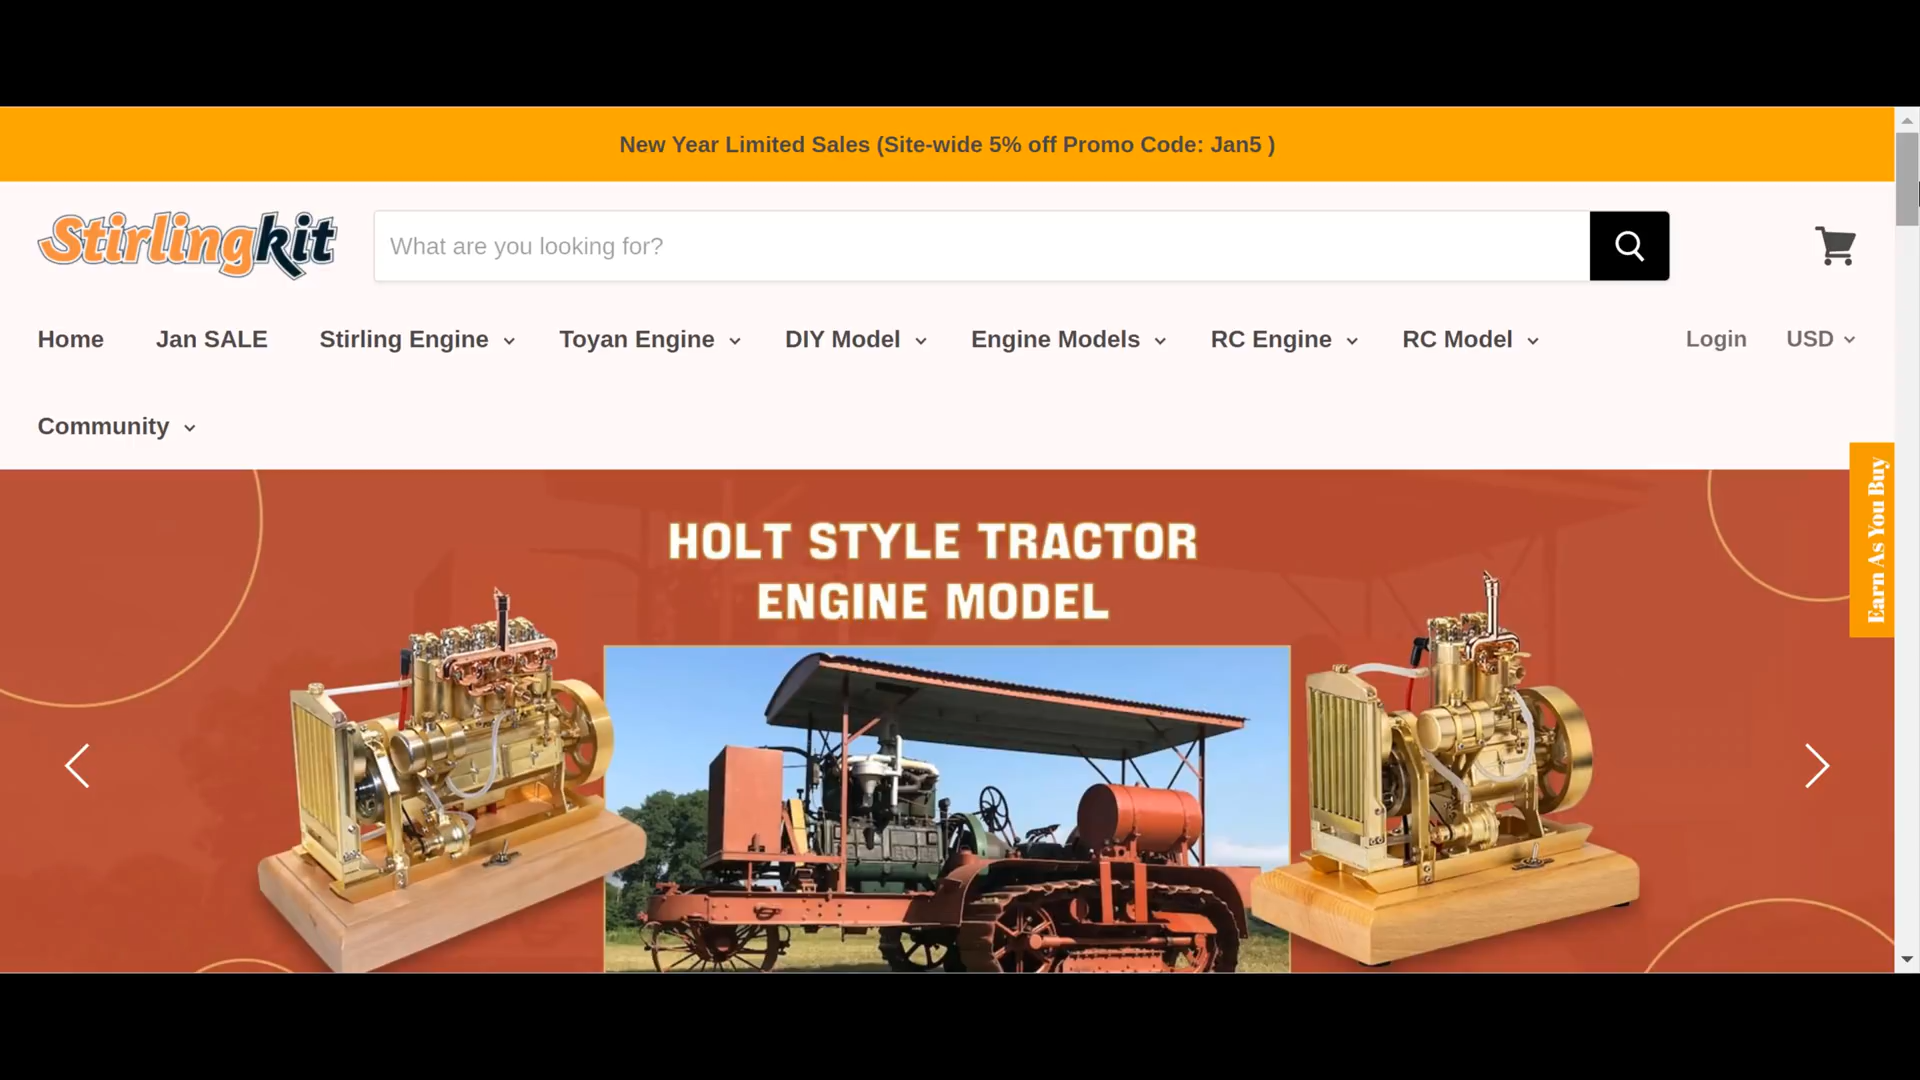 New Year Limited Sales (Site-wide 5% off Promo Code: Jan5 )
Stirlingkit
What are you looking for?
Home
Jan SALE
Stirling Engine
Toyan Engine
DIY Model
Engine Models
RC Engine
RC Model
Login
USD
Community
Earn As You Buy
HOLT STYLE TRACTOR
ENGINE MODEL